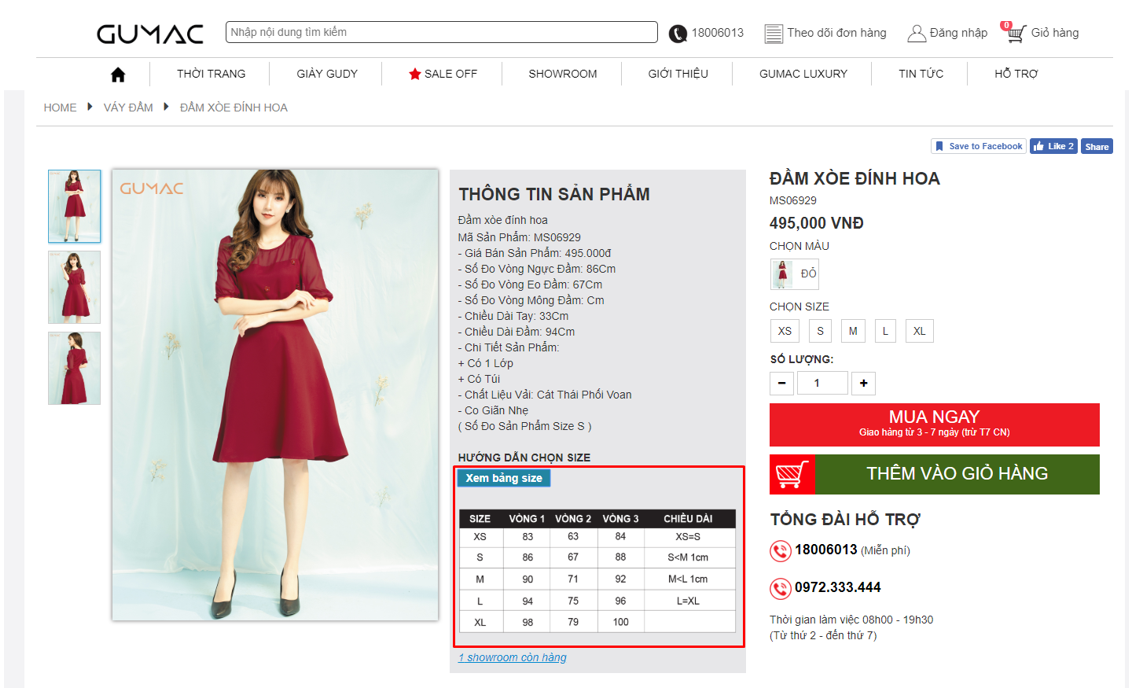 GUMAC
Nhập nội dung tìm kiếm
18006013
Theo dõi đơn hàng
Đăng nhập
0
Giỏ hàng
THỜI TRANG
GIÀY GUDY
SALE OFF
SHOWROOM
GIỚI THIỆU
GUMAC LUXURY
TIN TỨC
HỖ TRỢ
HOME VÁY ĐẦM ĐẦM XÒE ĐÍNH HOA
Save to Facebook
Like 2
Share
GUMAC
THÔNG TIN SẢN PHẨM
Đầm xòe đính hoa
Mã Sản Phẩm: MS06929
- Giá Bán Sản Phẩm: 495.000đ
- Số Đo Vòng Ngực Đầm: 86Cm
- Số Đo Vòng Eo Đầm: 67Cm
- Số Đo Vòng Mông Đầm: Cm
- Chiều Dài Tay: 33Cm
- Chiều Dài Đầm: 94Cm
- Chi Tiết Sản Phẩm:
+ Có 1 Lớp
+ Có Túi
- Chất Liệu Vải: Cát Thái Phối Voan
- Co Giãn Nhẹ
( Số Đo Sản Phẩm Size S )
HƯỚNG DẪN CHỌN SIZE
Xem bảng size
SIZE VÒNG 1 VÒNG 2 VÒNG 3 CHIỀU DÀI
XS 83 63 84 XS=S
S 86 67 88 S<M 1cm
M 90 71 92 M<L 1cm
L 94 75 96 L=XL
XL 98 79 100
1 showroom còn hàng
ĐẦM XÒE ĐÍNH HOA
MS06929
495,000 VNĐ
CHỌN MÀU
ĐỎ
CHỌN SIZE
XS S M L XL
SỐ LƯỢNG:
− 1 +
MUA NGAY
Giao hàng từ 3 - 7 ngày (trừ T7 CN)
THÊM VÀO GIỎ HÀNG
TỔNG ĐÀI HỖ TRỢ
18006013 (Miễn phí)
0972.333.444
Thời gian làm việc 08h00 - 19h30
(Từ thứ 2 - đến thứ 7)